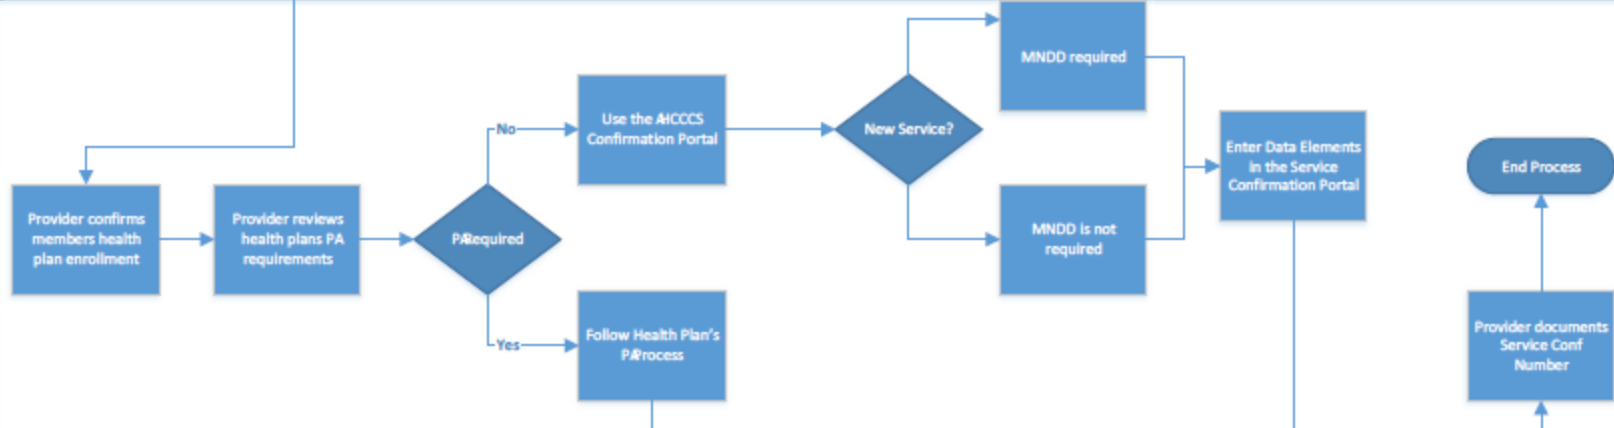 Provider confirms
members health
plan enrollment
Provider reviews
health plans PA
requirements
PA Required
No
Use the AHCCCS
Confirmation Portal
Yes
Follow Health Plan's
PA Process
New Service?
MNDD required
MNDD is not
required
Enter Data Elements
in the Service
Confirmation Portal
End Process
Provider documents
Service Conf
Number